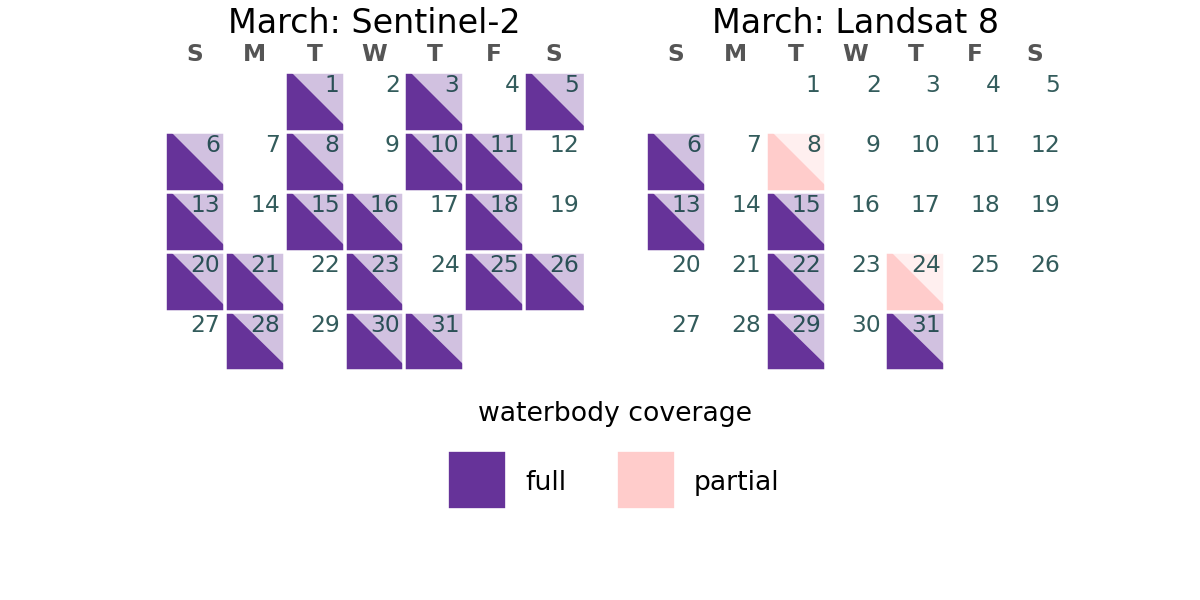 March: Sentinel-2
S M T W T F S
1 2 3 4 5
6 7 8 9 10 11 12
13 14 15 16 17 18 19
20 21 22 23 24 25 26
27 28 29 30 31
March: Landsat 8
S M T W T F S
1 2 3 4 5
6 7 8 9 10 11 12
13 14 15 16 17 18 19
20 21 22 23 24 25 26
27 28 29 30 31
waterbody coverage
full
partial